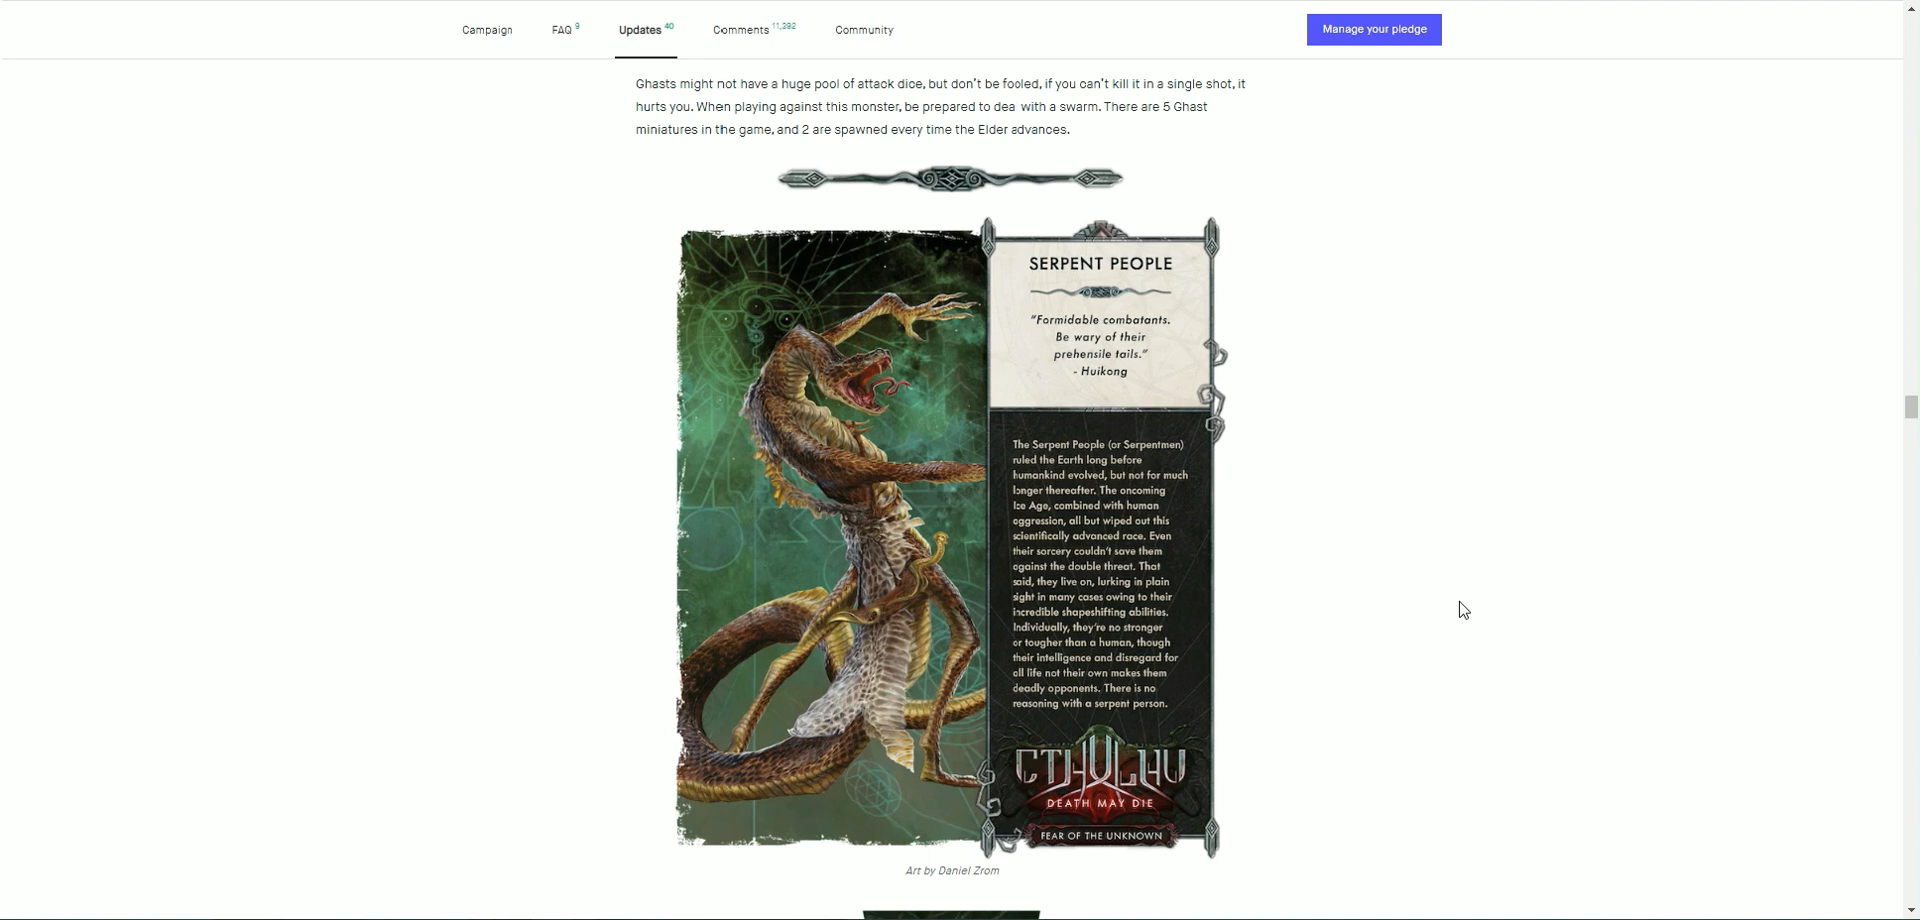 Campaign FAQ 9 Updates 40 Comments 11,392 Community Manage your pledge
Ghasts might not have a huge pool of attack dice, but don't be fooled, if you can't kill it in a single shot, it
hurts you. When playing against this monster, be prepared to dea with a swarm. There are 5 Ghast
miniatures in the game, and 2 are spawned every time the Elder advances.
SERPENT PEOPLE
"Formidable combatants.
Be wary of their
prehensile tails."
- Huikong
The Serpent People (or Serpentmen)
ruled the Earth long before
humankind evolved, but not for much
longer thereafter. The oncoming
Ice Age, combined with human
aggression, all but wiped out this
scientifically advanced race. Even
their sorcery couldn't save them
against the double threat. That
said, they live on, lurking in plain
sight in many cases owing to their
incredible shapeshifting abilities.
Individually, they're no stronger
or tougher than a human, though
their intelligence and disregard for
all life not their own makes them
deadly opponents. There is no
reasoning with a serpent person.
CTHULHU
DEATH MAY DIE
FEAR OF THE UNKNOWN
Art by Daniel Zrom